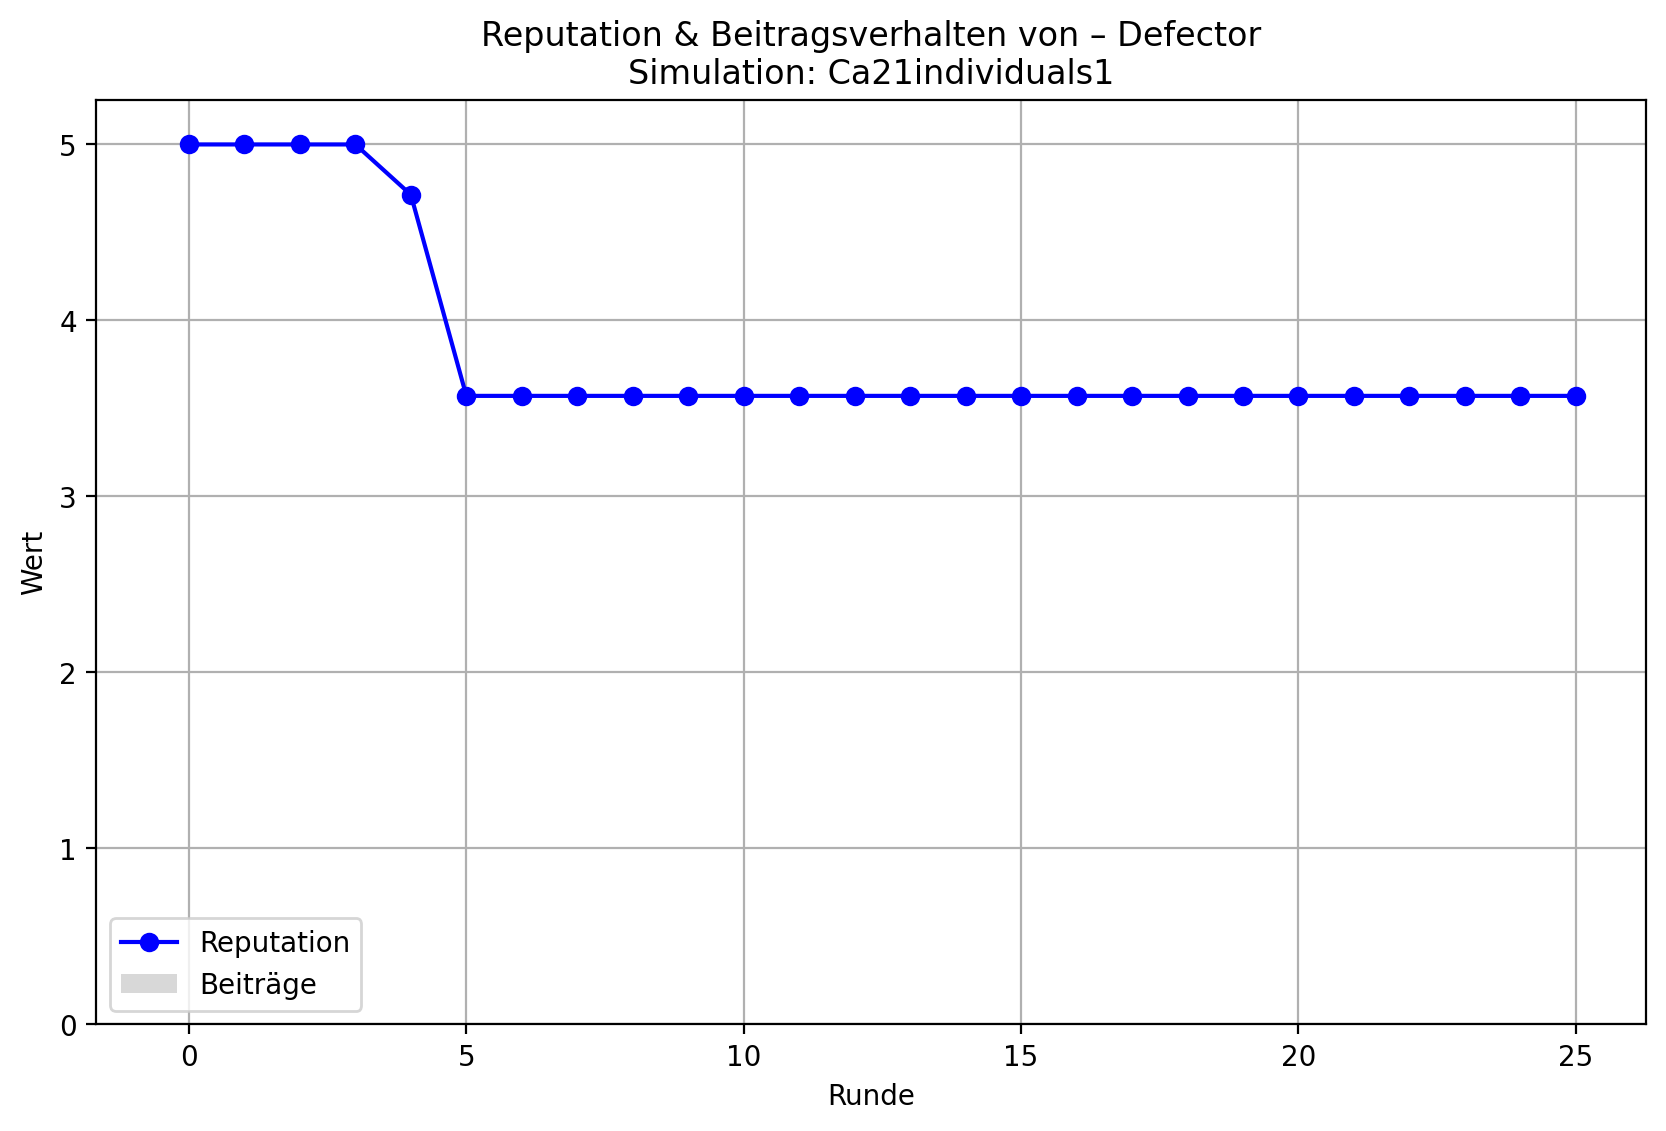 Reputation & Beitragsverhalten von – Defector
Simulation: Ca21individuals1
5
4
3
2
1
0
Wert
Reputation
Beiträge
0 5 10 15 20 25
Runde